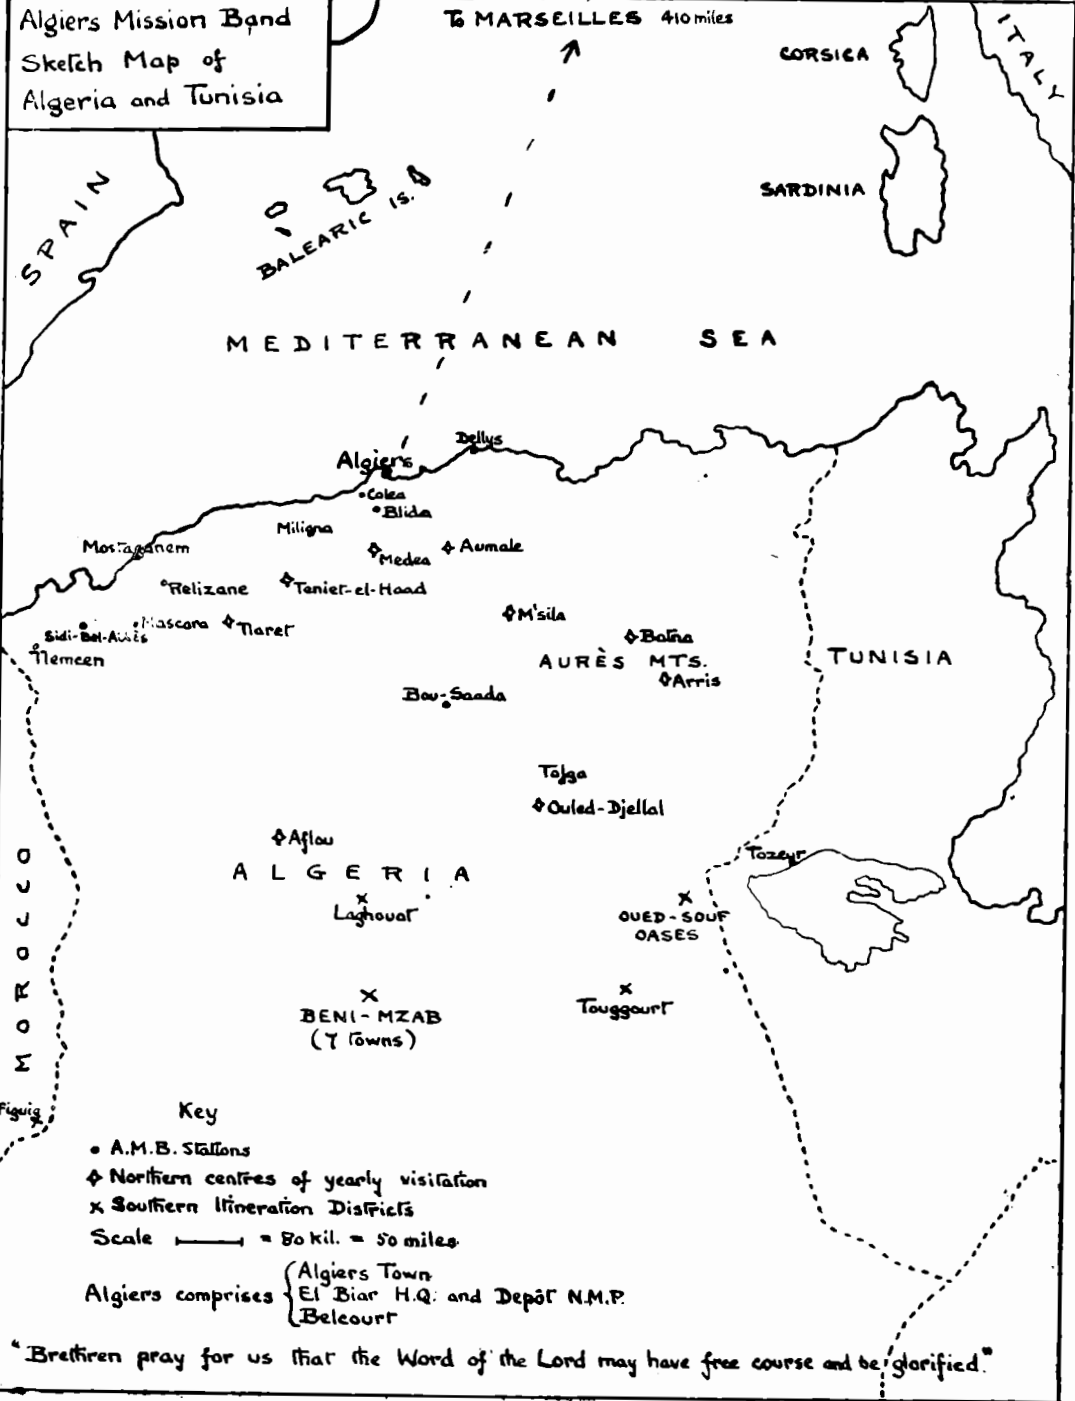 Algiers Mission Band
Sketch Map of
Algeria and Tunisia
To MARSEILLES 410 miles
CORSICA
ITALY
SARDINIA
SPAIN
BALEARIC IS.
MEDITERRANEAN SEA
Dellys
Algiers
Colea
Blida
Miligna
Mostaganem
Medea
Aumale
Relizane
Teniet-el-Haad
M'sila
Mascara
Tiaret
Sidi-Bel-Abbès
Batna
Tlemcen
AURÈS MTS.
TUNISIA
Arris
Bou-Saada
Tolga
Ouled-Djellal
Aflou
Tozeyr
ALGERIA
MOROCCO
Laghouat
OUED-SOUF
OASES
BENI-MZAB
(7 Towns)
Touggourt
Figuig
Key
A.M.B. Stations
Northern centres of yearly visitation
Southern Itineration Districts
Scale = 80 kil. = 50 miles
Algiers comprises
Algiers Town
El Biar H.Q. and Depôt N.M.P.
Belcourt
"Brethren pray for us that the Word of the Lord may have free course and be glorified."